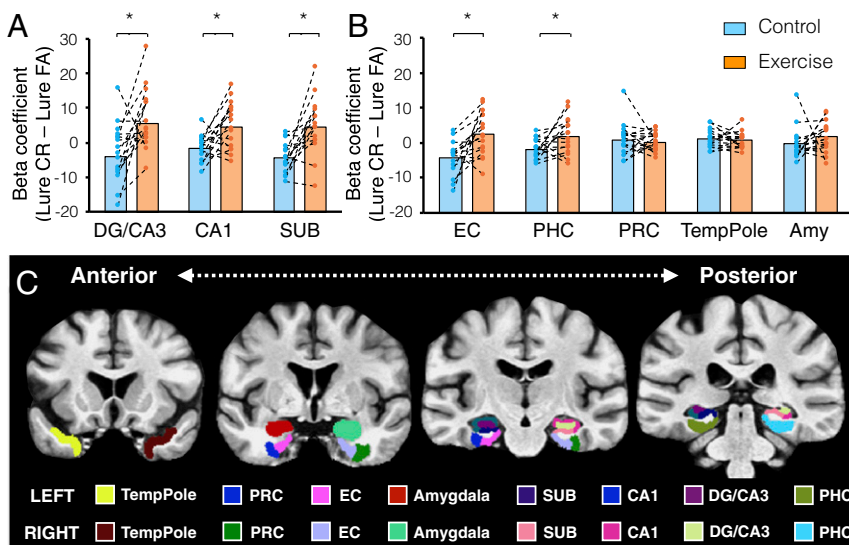 A
Beta coefficient
(Lure CR – Lure FA)
30
20
10
0
-10
-20
*
*
*
DG/CA3 CA1 SUB
B
Beta coefficient
(Lure CR – Lure FA)
30
20
10
0
-10
-20
*
*
EC PHC PRC TempPole Amy
Control
Exercise
C
Anterior Posterior
LEFT TempPole PRC EC Amygdala SUB CA1 DG/CA3 PHC
RIGHT TempPole PRC EC Amygdala SUB CA1 DG/CA3 PHC